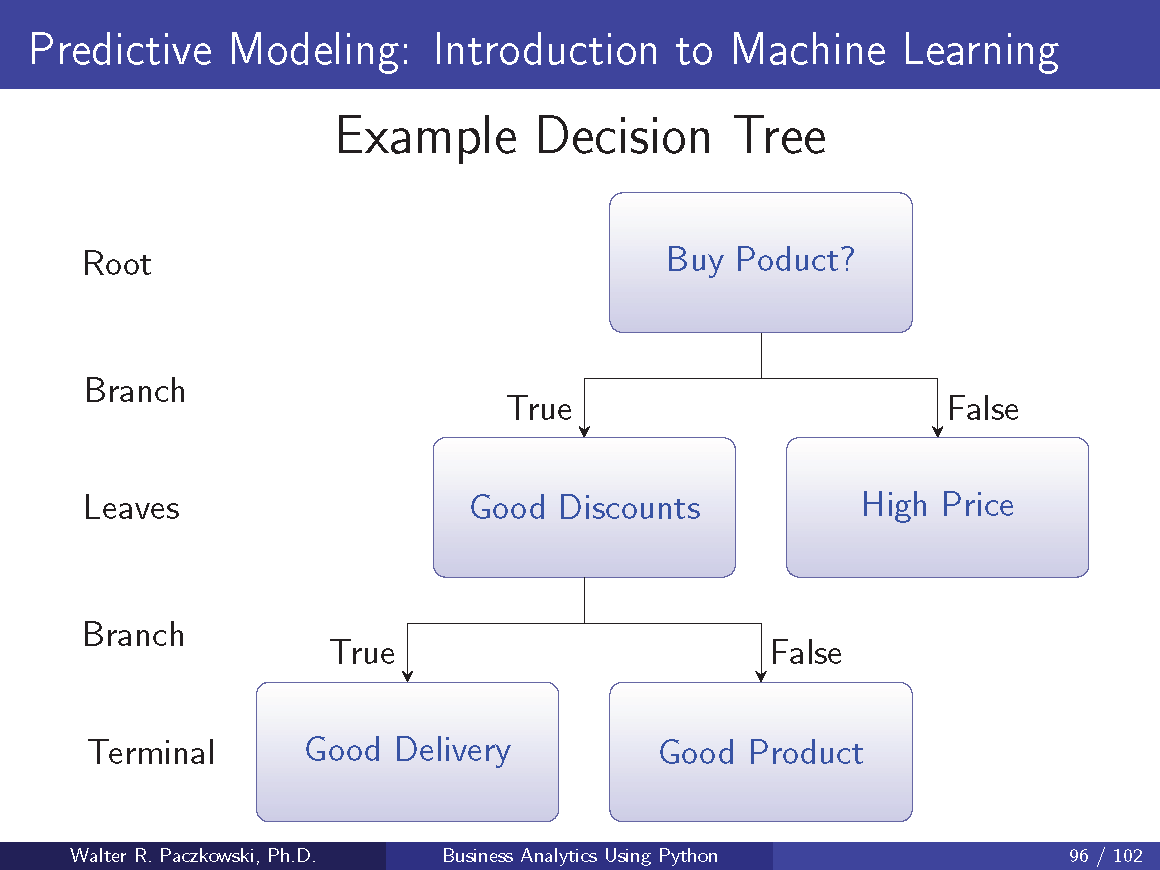 Predictive Modeling: Introduction to Machine Learning
Example Decision Tree
Root
Buy Poduct?
Branch
True
False
Leaves
Good Discounts
High Price
Branch
True
False
Terminal
Good Delivery
Good Product
Walter R. Paczkowski, Ph.D.
Business Analytics Using Python
96 / 102